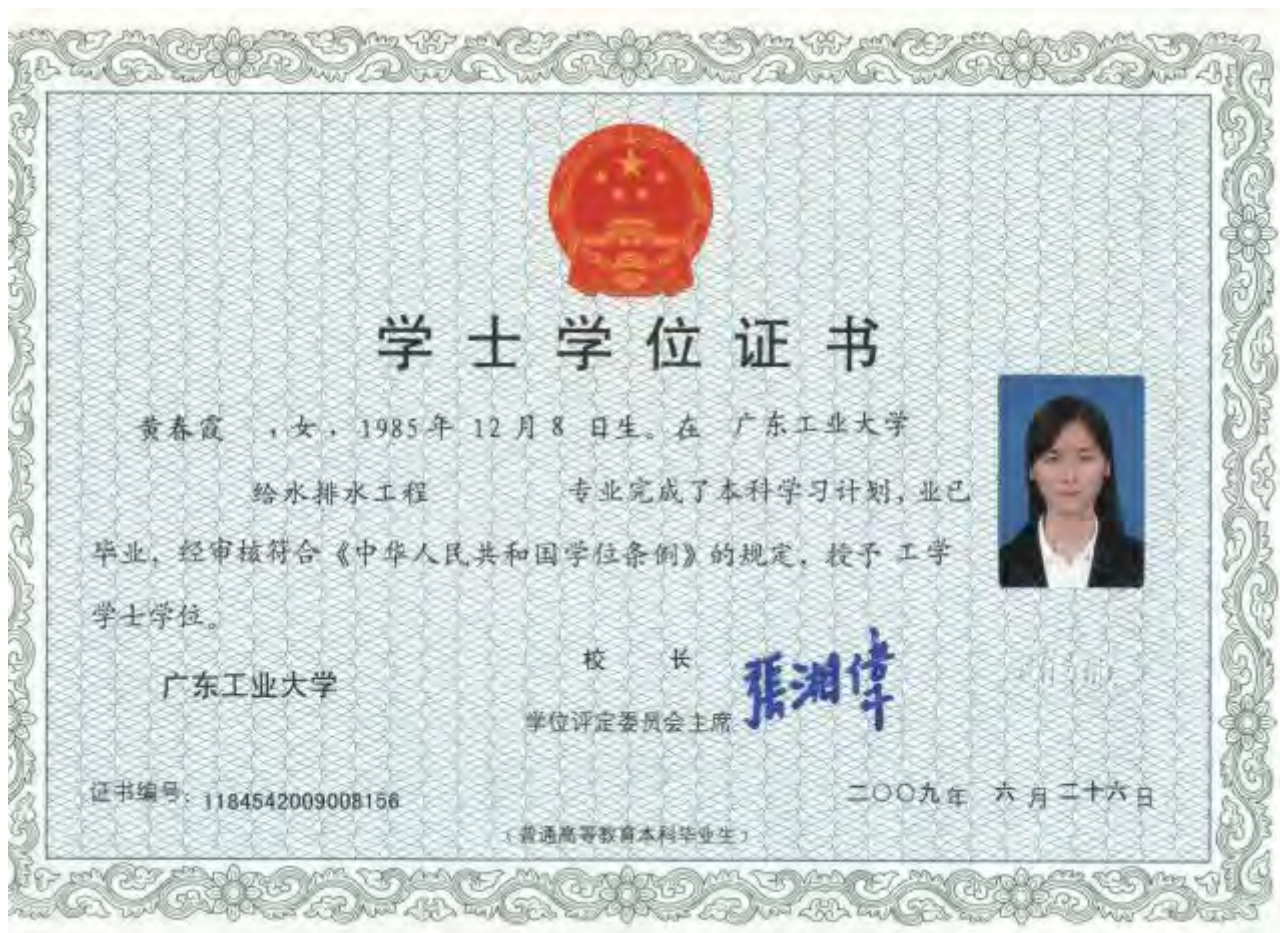 学士学位证书
黄春霞 ,女,1985年 12月 8 日生。在 广东工业大学
给水排水工程 专业完成了本科学习计划,业已
毕业,经审核符合《中华人民共和国学位条例》的规定,授予 工学
学士学位。
广东工业大学
校 长
张湘伟
学位评定委员会主席
证书编号:1184542009008156
二〇〇九年 六月 二十六日
(普通高等教育本科毕业生)